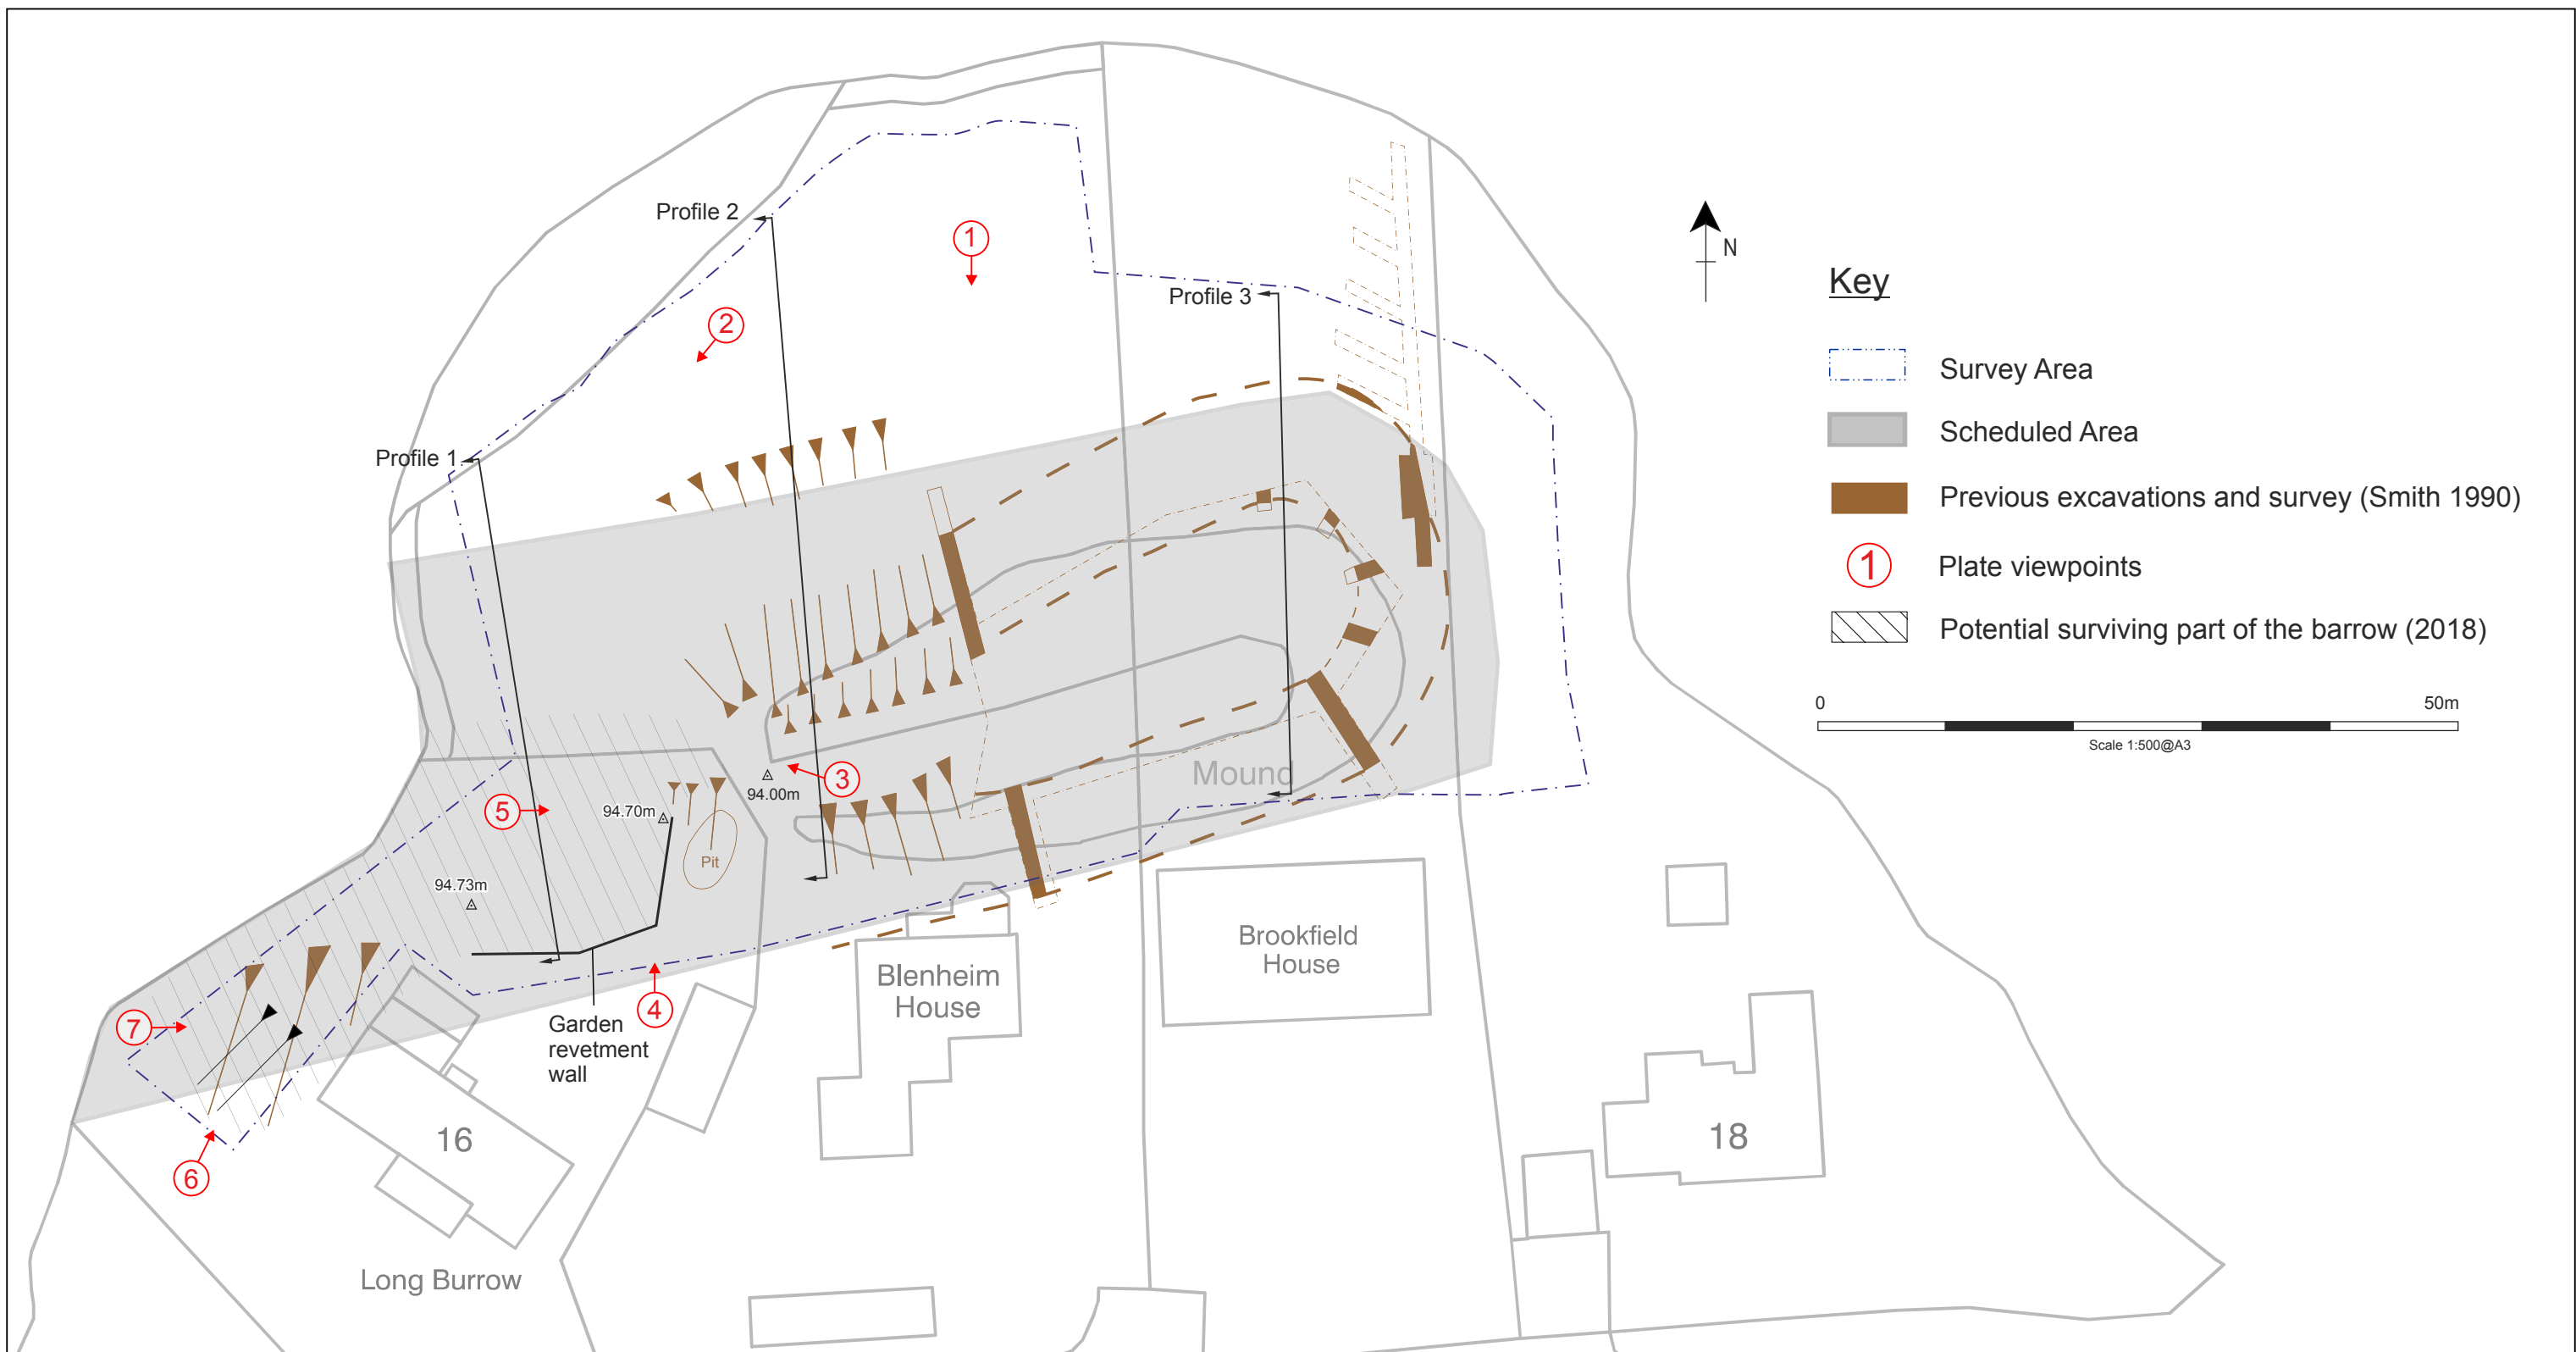 Profile 2
1
N
Key
Profile 3
2
Survey Area
Scheduled Area
Profile 1
Previous excavations and survey (Smith 1990)
1
Plate viewpoints
Potential surviving part of the barrow (2018)
0
50m
Scale 1:500@A3
Mound
3
94.00m
5
94.70m
Pit
94.73m
Brookfield
House
Blenheim
House
4
7
Garden
revetment
wall
16
18
6
Long Burrow